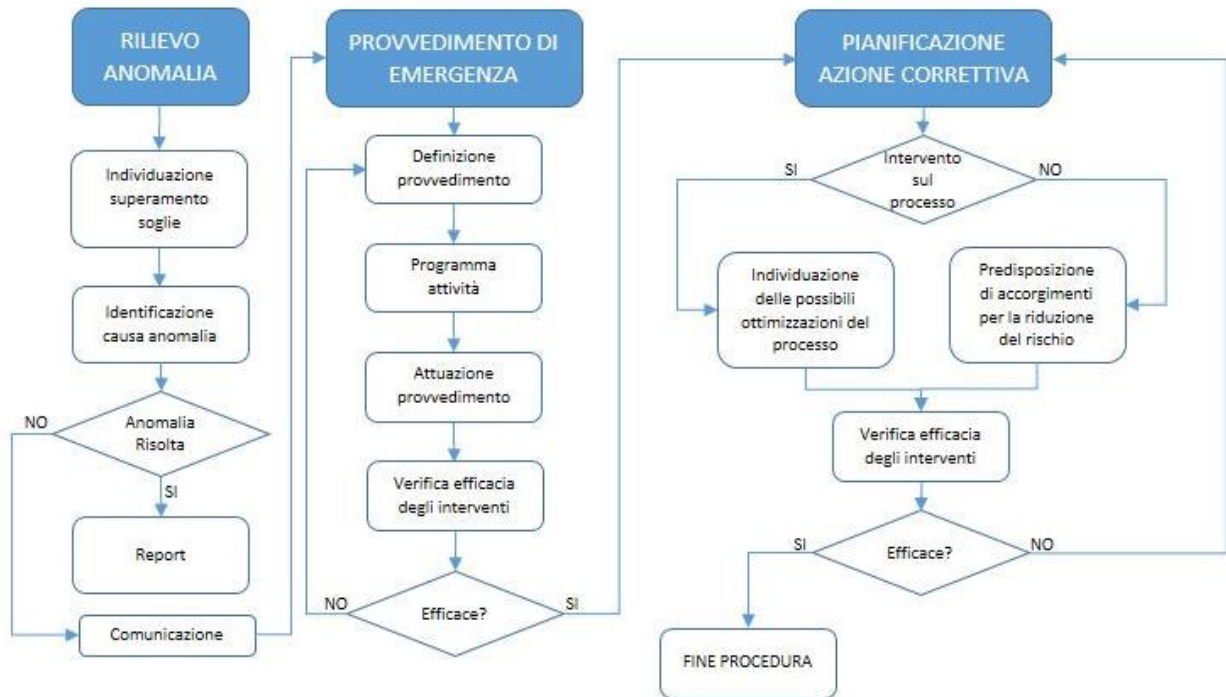 RILIEVO
ANOMALIA
Individuazione
superamento
soglie
Identificazione
causa anomalia
Anomalia
Risolta
NO
SI
Report
Comunicazione
PROVVEDIMENTO DI
EMERGENZA
Definizione
provvedimento
Programma
attività
Attuazione
provvedimento
Verifica efficacia
degli interventi
Efficace?
NO
SI
PIANIFICAZIONE
AZIONE CORRETTIVA
Intervento
sul
processo
SI
NO
Individuazione
delle possibili
ottimizzazioni del
processo
Predisposizione
di accorgimenti
per la riduzione
del rischio
Verifica efficacia
degli interventi
Efficace?
SI
NO
FINE PROCEDURA